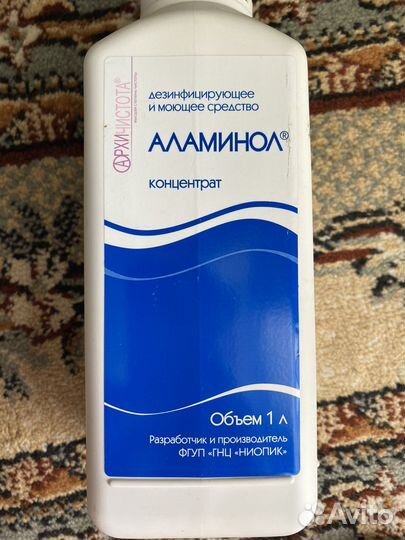 АРХИЧИСТОТА®
дезинфицирующее
и моющее средство
АЛАМИНОЛ®
концентрат
Объем 1 л
Разработчик и производитель
ФГУП «ГНЦ «НИОПИК»
Avito